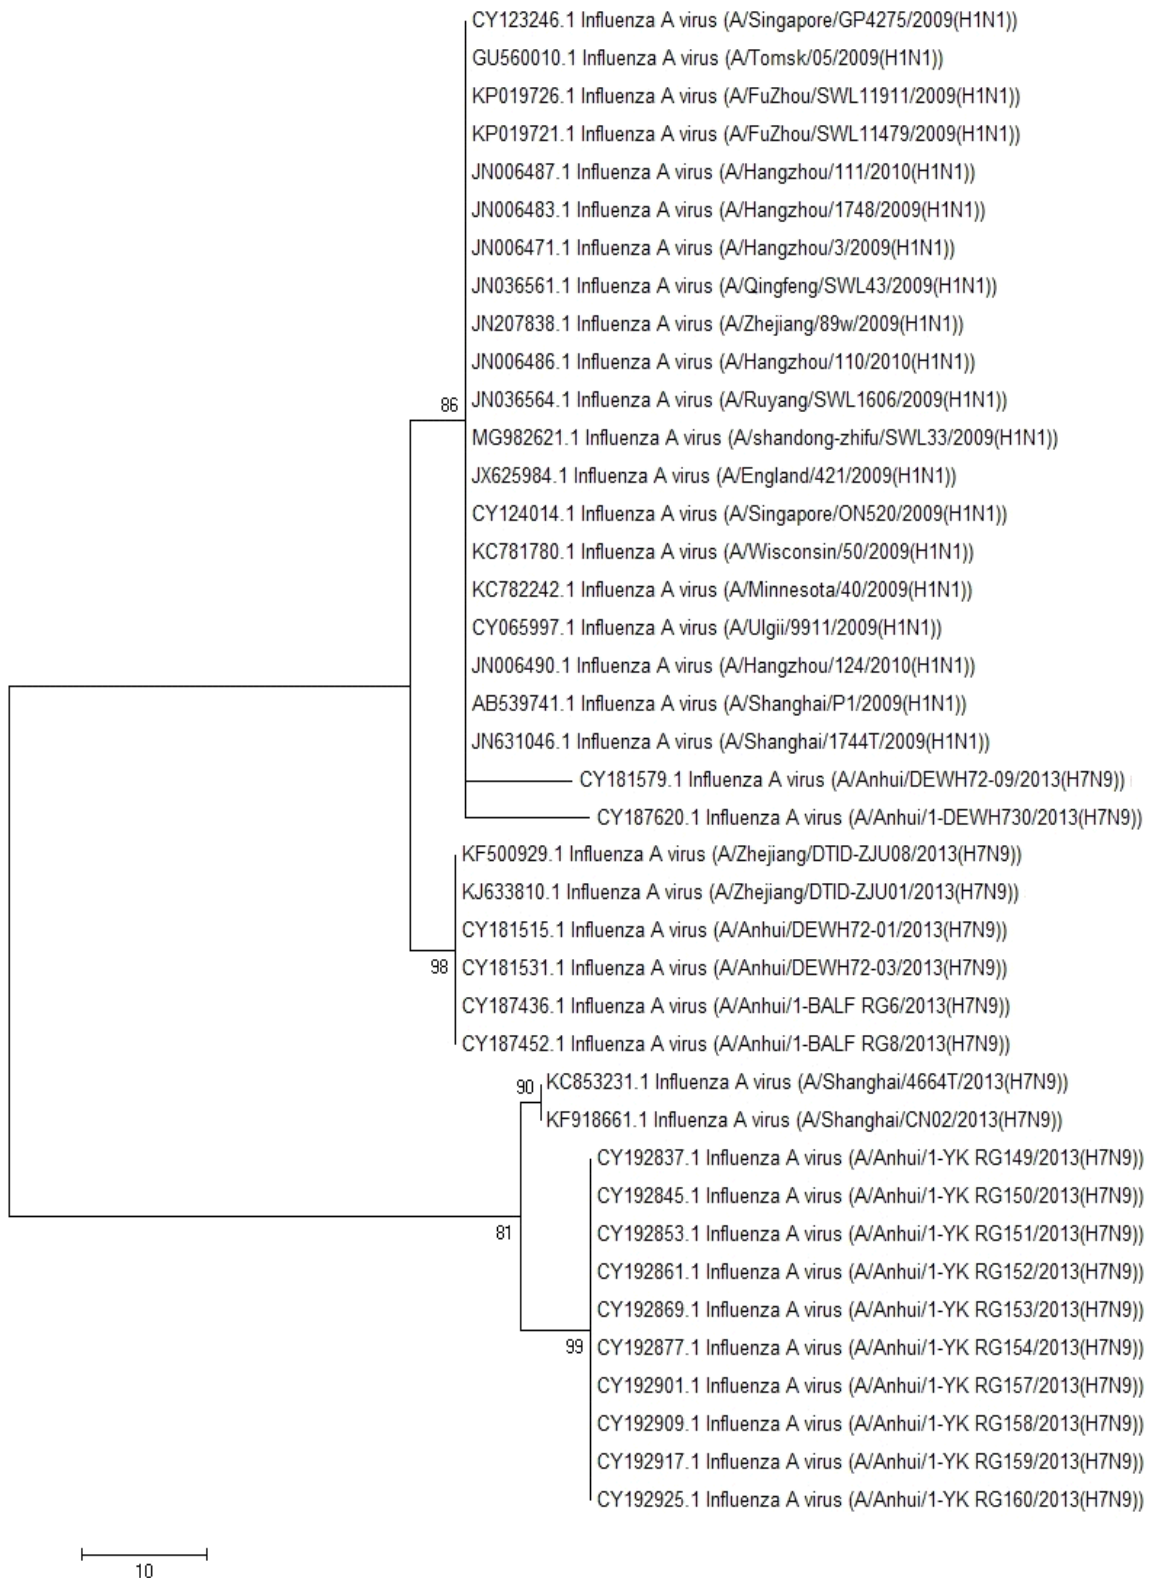 CY123246.1 Influenza A virus (A/Singapore/GP4275/2009(H1N1))
GU560010.1 Influenza A virus (A/Tomsk/05/2009(H1N1))
KP019726.1 Influenza A virus (A/FuZhou/SWL11911/2009(H1N1))
KP019721.1 Influenza A virus (A/FuZhou/SWL11479/2009(H1N1))
JN006487.1 Influenza A virus (A/Hangzhou/111/2010(H1N1))
JN006483.1 Influenza A virus (A/Hangzhou/1748/2009(H1N1))
JN006471.1 Influenza A virus (A/Hangzhou/3/2009(H1N1))
JN036561.1 Influenza A virus (A/Qingfeng/SWL43/2009(H1N1))
JN207838.1 Influenza A virus (A/Zhejiang/89w/2009(H1N1))
JN006486.1 Influenza A virus (A/Hangzhou/110/2010(H1N1))
86
JN036564.1 Influenza A virus (A/Ruyang/SWL1606/2009(H1N1))
MG982621.1 Influenza A virus (A/shandong-zhifu/SWL33/2009(H1N1))
JX625984.1 Influenza A virus (A/England/421/2009(H1N1))
CY124014.1 Influenza A virus (A/Singapore/ON520/2009(H1N1))
KC781780.1 Influenza A virus (A/Wisconsin/50/2009(H1N1))
KC782242.1 Influenza A virus (A/Minnesota/40/2009(H1N1))
CY065997.1 Influenza A virus (A/Ulgii/9911/2009(H1N1))
JN006490.1 Influenza A virus (A/Hangzhou/124/2010(H1N1))
AB539741.1 Influenza A virus (A/Shanghai/P1/2009(H1N1))
JN631046.1 Influenza A virus (A/Shanghai/1744T/2009(H1N1))
CY181579.1 Influenza A virus (A/Anhui/DEWH72-09/2013(H7N9))
CY187620.1 Influenza A virus (A/Anhui/1-DEWH730/2013(H7N9))
KF500929.1 Influenza A virus (A/Zhejiang/DTID-ZJU08/2013(H7N9))
KJ633810.1 Influenza A virus (A/Zhejiang/DTID-ZJU01/2013(H7N9))
CY181515.1 Influenza A virus (A/Anhui/DEWH72-01/2013(H7N9))
98
CY181531.1 Influenza A virus (A/Anhui/DEWH72-03/2013(H7N9))
CY187436.1 Influenza A virus (A/Anhui/1-BALF RG6/2013(H7N9))
CY187452.1 Influenza A virus (A/Anhui/1-BALF RG8/2013(H7N9))
90
KC853231.1 Influenza A virus (A/Shanghai/4664T/2013(H7N9))
KF918661.1 Influenza A virus (A/Shanghai/CN02/2013(H7N9))
CY192837.1 Influenza A virus (A/Anhui/1-YK RG149/2013(H7N9))
CY192845.1 Influenza A virus (A/Anhui/1-YK RG150/2013(H7N9))
81
CY192853.1 Influenza A virus (A/Anhui/1-YK RG151/2013(H7N9))
CY192861.1 Influenza A virus (A/Anhui/1-YK RG152/2013(H7N9))
CY192869.1 Influenza A virus (A/Anhui/1-YK RG153/2013(H7N9))
99
CY192877.1 Influenza A virus (A/Anhui/1-YK RG154/2013(H7N9))
CY192901.1 Influenza A virus (A/Anhui/1-YK RG157/2013(H7N9))
CY192909.1 Influenza A virus (A/Anhui/1-YK RG158/2013(H7N9))
CY192917.1 Influenza A virus (A/Anhui/1-YK RG159/2013(H7N9))
CY192925.1 Influenza A virus (A/Anhui/1-YK RG160/2013(H7N9))
10